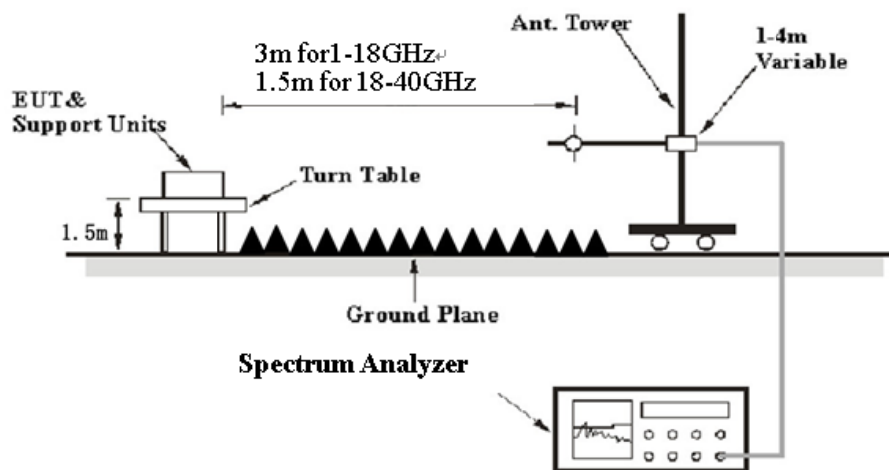 Ant. Tower
1-4m
Variable
3m for1-18GHz↵
1.5m for 18-40GHz
EUT&
Support Units
Turn Table
1.5m
Ground Plane
Spectrum Analyzer